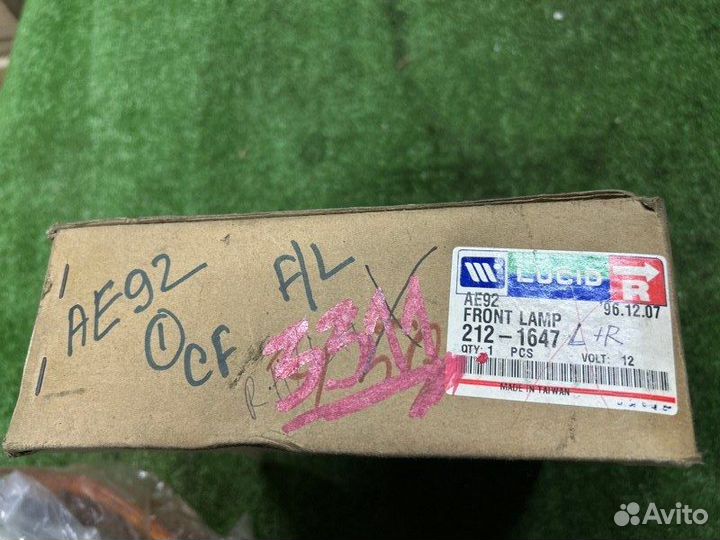 AE92
① CF
F/L
LUCID
R
AE92
96.12.07
FRONT LAMP
212-1647 L+R
QTY: 1 PCS VOLT: 12
MADE IN TAIWAN
Avito